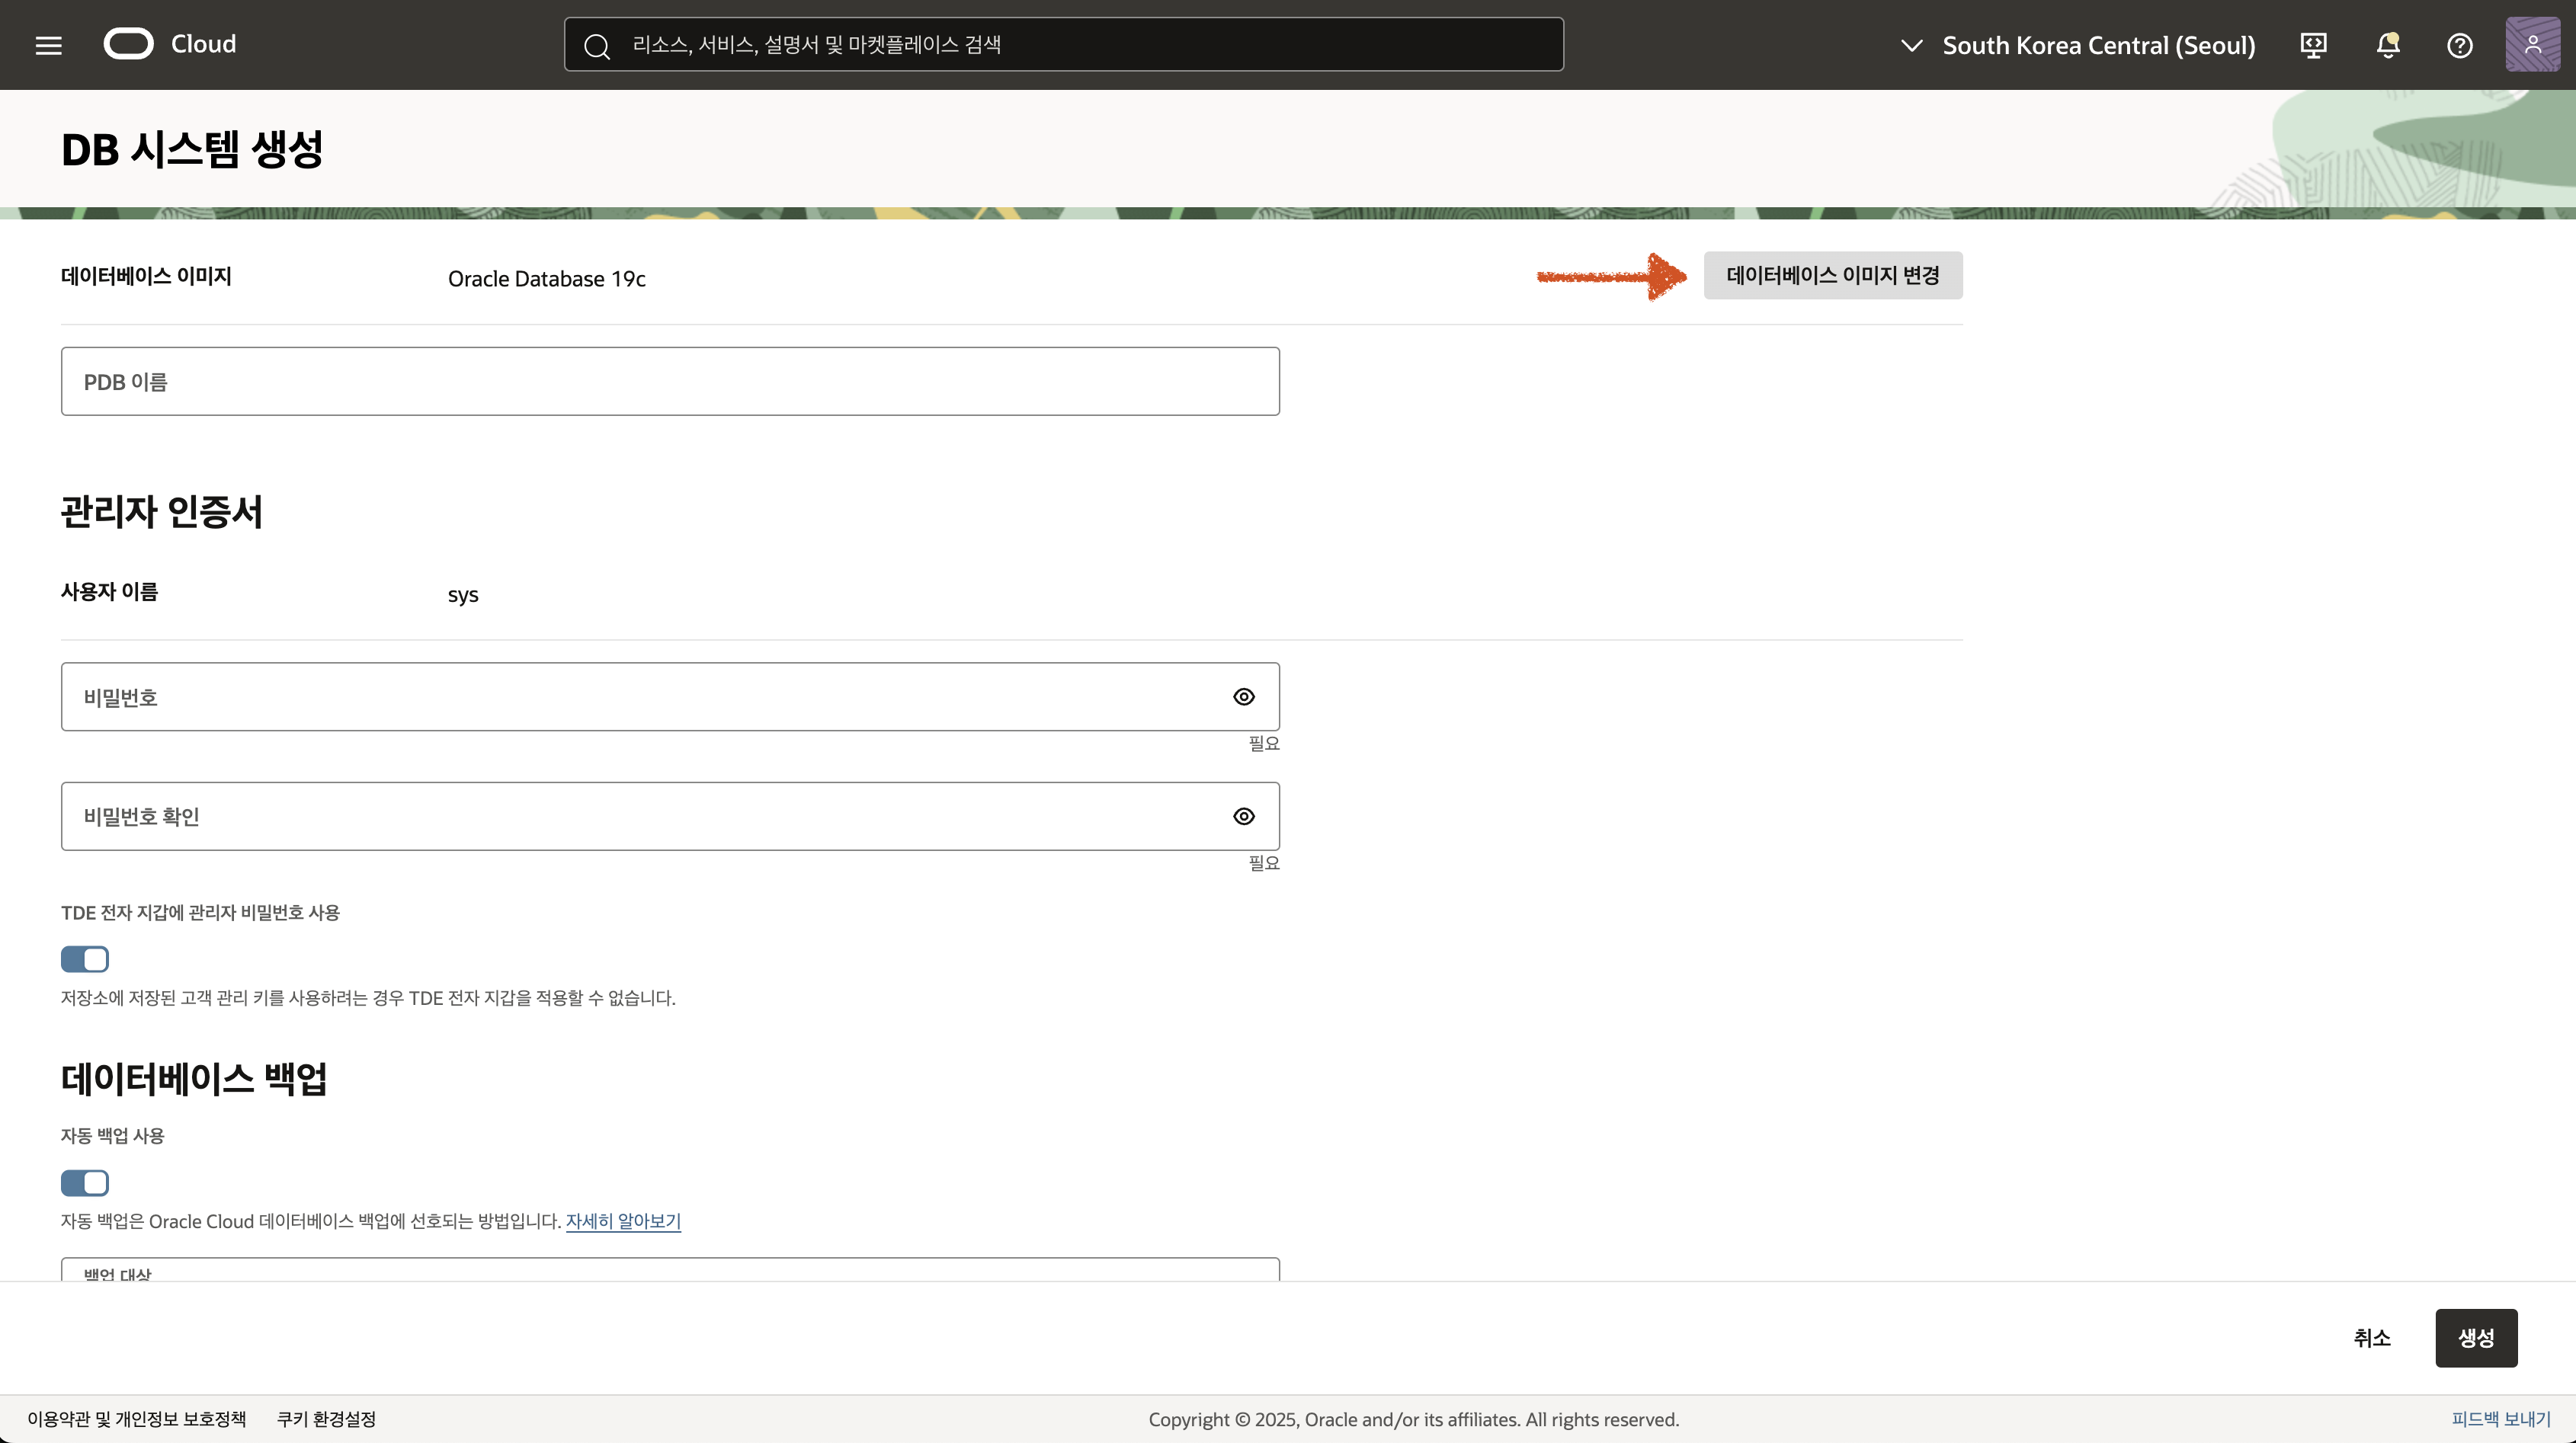 Cloud
리소스, 서비스, 설명서 및 마켓플레이스 검색
South Korea Central (Seoul)
DB 시스템 생성
데이터베이스 이미지
Oracle Database 19c
데이터베이스 이미지 변경
PDB 이름
관리자 인증서
사용자 이름
sys
비밀번호
필요
비밀번호 확인
필요
TDE 전자 지갑에 관리자 비밀번호 사용
저장소에 저장된 고객 관리 키를 사용하려는 경우 TDE 전자 지갑을 적용할 수 없습니다.
데이터베이스 백업
자동 백업 사용
자동 백업은 Oracle Cloud 데이터베이스 백업에 선호되는 방법입니다. 자세히 알아보기
백업 대상
취소
생성
이용약관 및 개인정보 보호정책
쿠키 환경설정
Copyright © 2025, Oracle and/or its affiliates. All rights reserved.
피드백 보내기